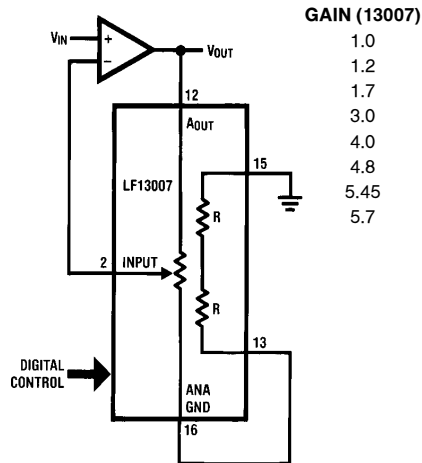 GAIN (13007)
1.0
1.2
1.7
3.0
4.0
4.8
5.45
5.7
VIN
+
−
VOUT
12
AOUT
15
LF13007
R
2
INPUT
R
13
DIGITAL
CONTROL
ANA
GND
16